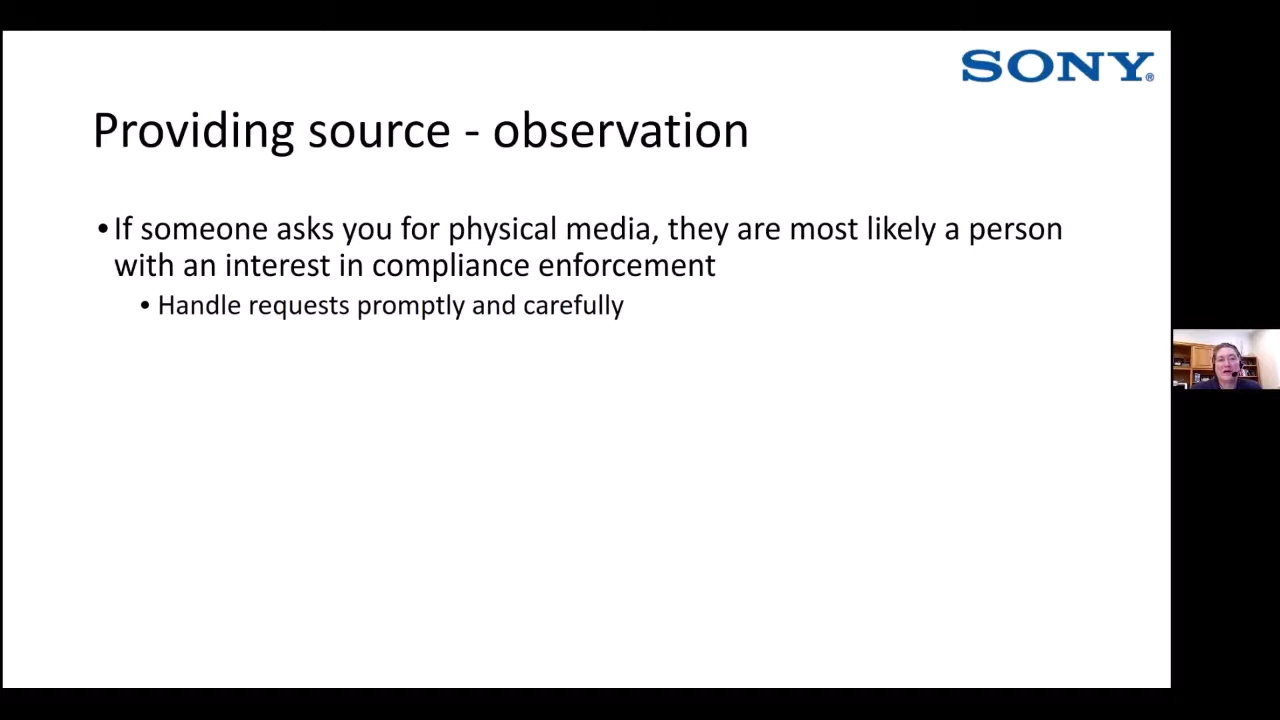 SONY®
Providing source - observation
• If someone asks you for physical media, they are most likely a person
with an interest in compliance enforcement
• Handle requests promptly and carefully